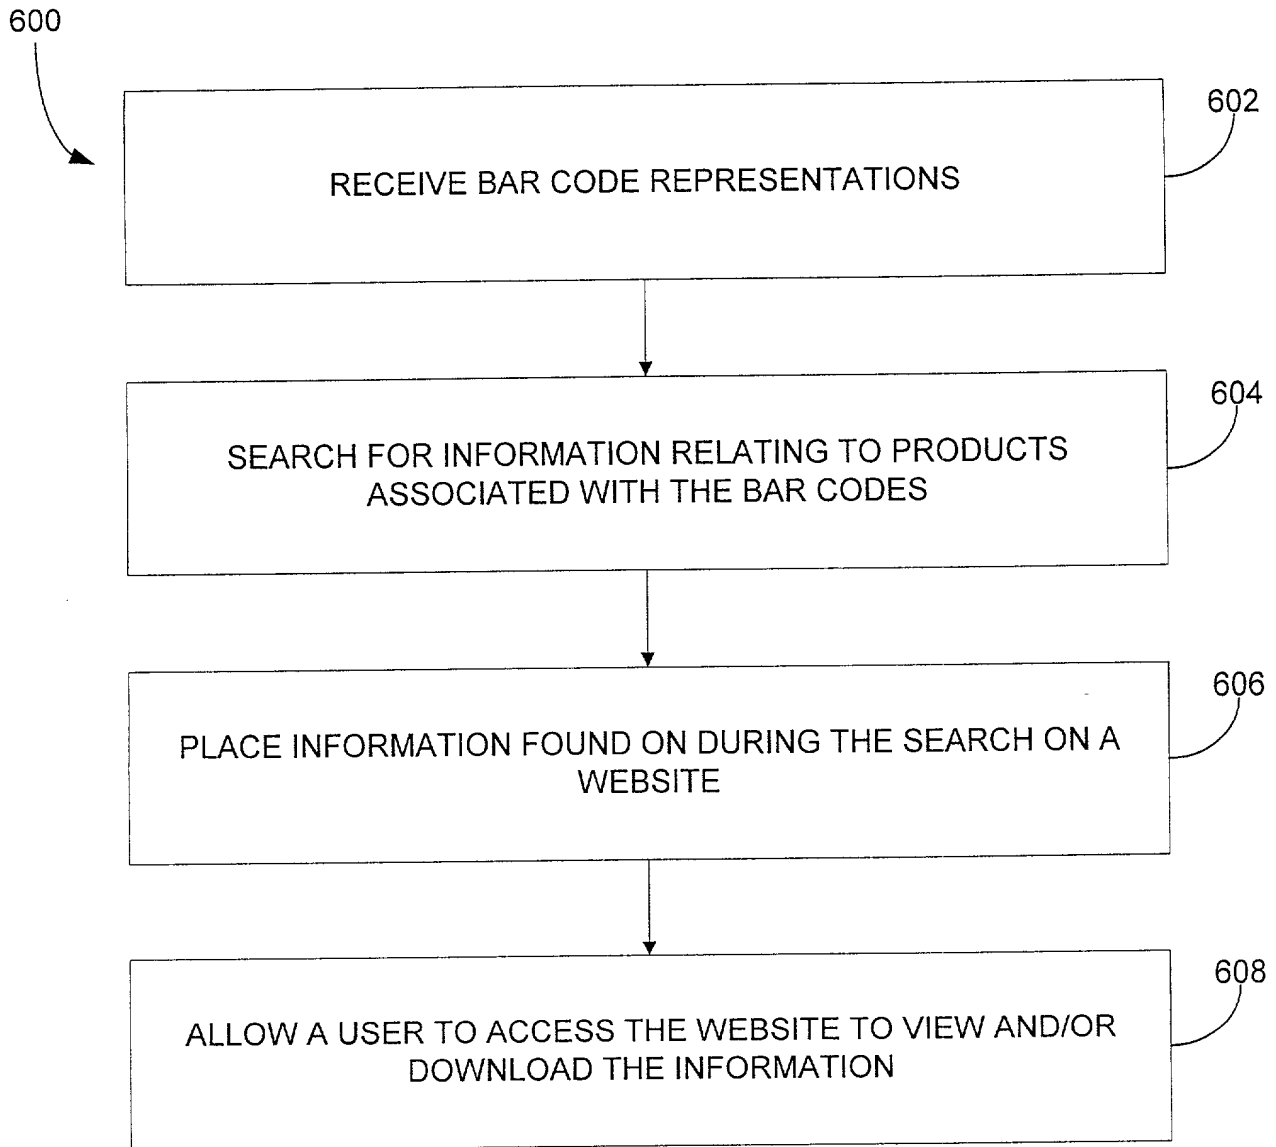 600
602
RECEIVE BAR CODE REPRESENTATIONS
604
SEARCH FOR INFORMATION RELATING TO PRODUCTS
ASSOCIATED WITH THE BAR CODES
606
PLACE INFORMATION FOUND ON DURING THE SEARCH ON A
WEBSITE
608
ALLOW A USER TO ACCESS THE WEBSITE TO VIEW AND/OR
DOWNLOAD THE INFORMATION